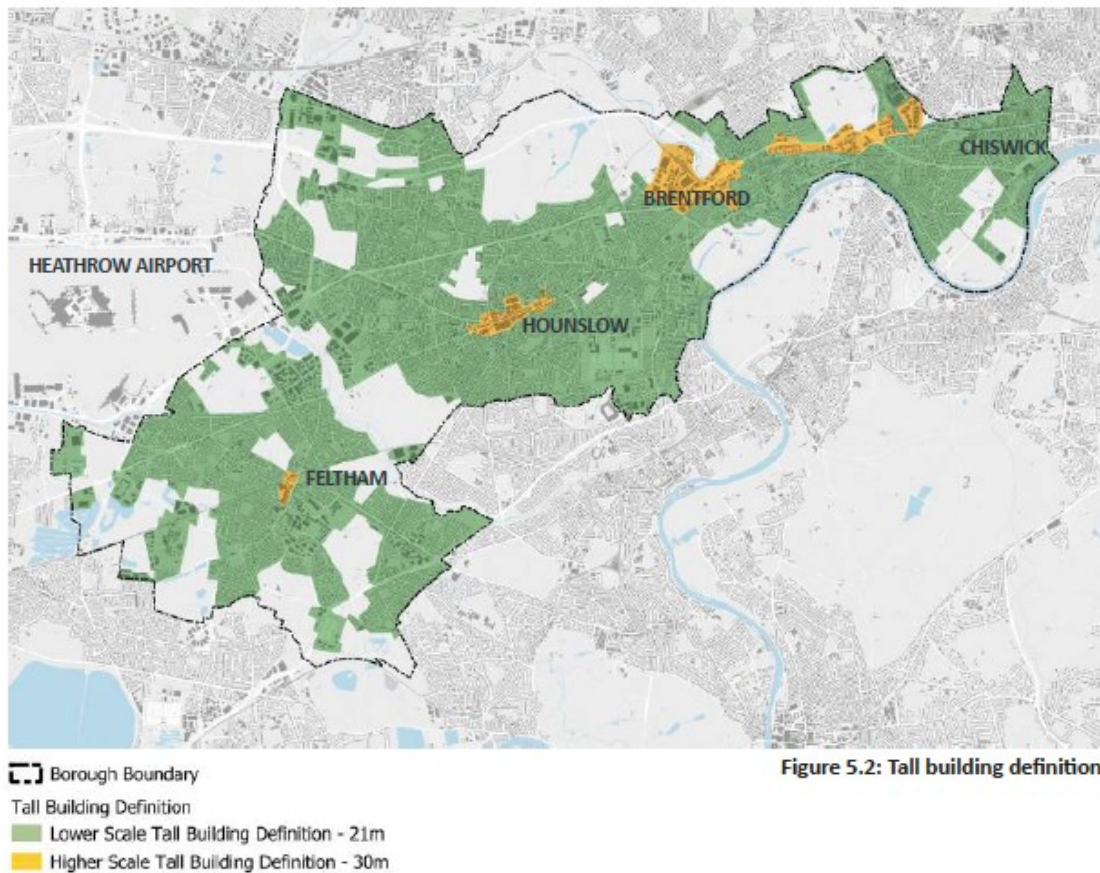 CHISWICK
BRENTFORD
HEATHROW AIRPORT
HOUNSLOW
FELTHAM
Figure 5.2: Tall building definition
Borough Boundary
Tall Building Definition
Lower Scale Tall Building Definition - 21m
Higher Scale Tall Building Definition - 30m